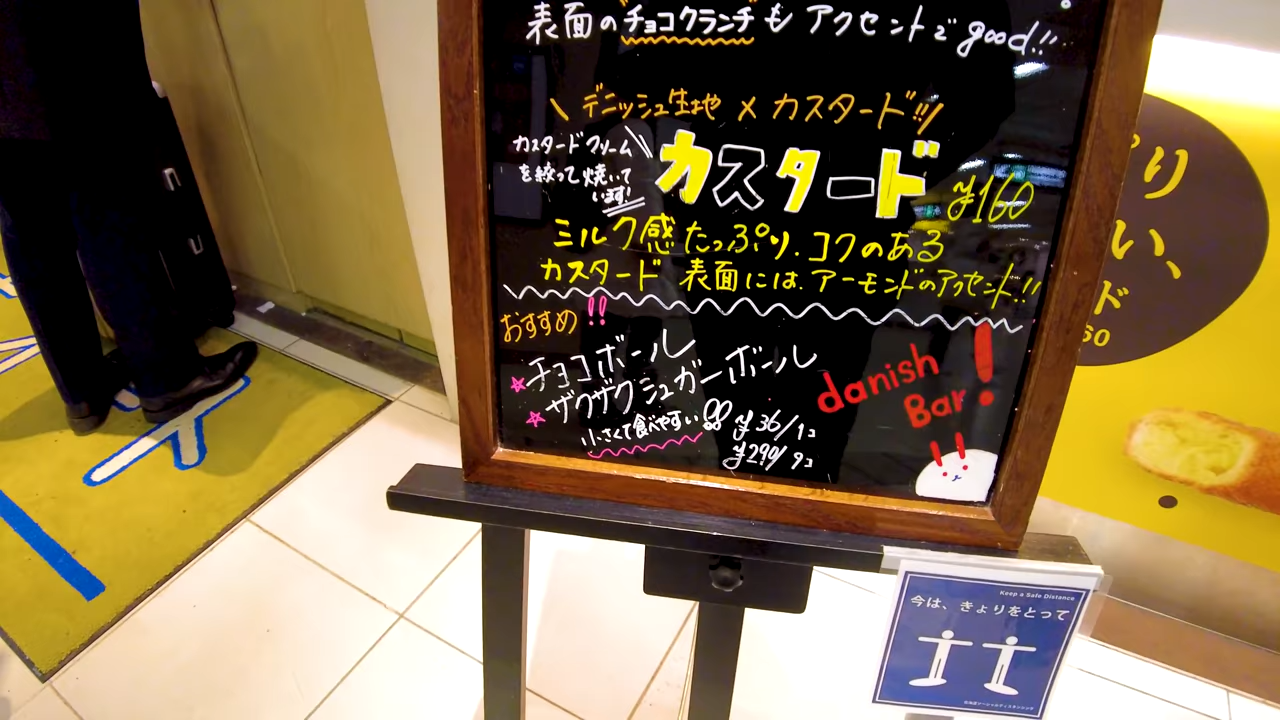 表面のチョコクランチもアクセントでgood!!
\ デニッシュ生地 × カスタード!!/
カスタードクリーム
を絞って焼いて
います!
カスタード ¥160
ミルク感たっぷり、コクのある
カスタード 表面には、アーモンドのアクセント!!
おすすめ!!
☆チョコボール
☆ザクザクシュガーボール
小さくて食べやすい
¥36/1コ
¥299/9コ
danish
Bar!
り
い、
ド
Keep a Safe Distance
今は、きょりをとって